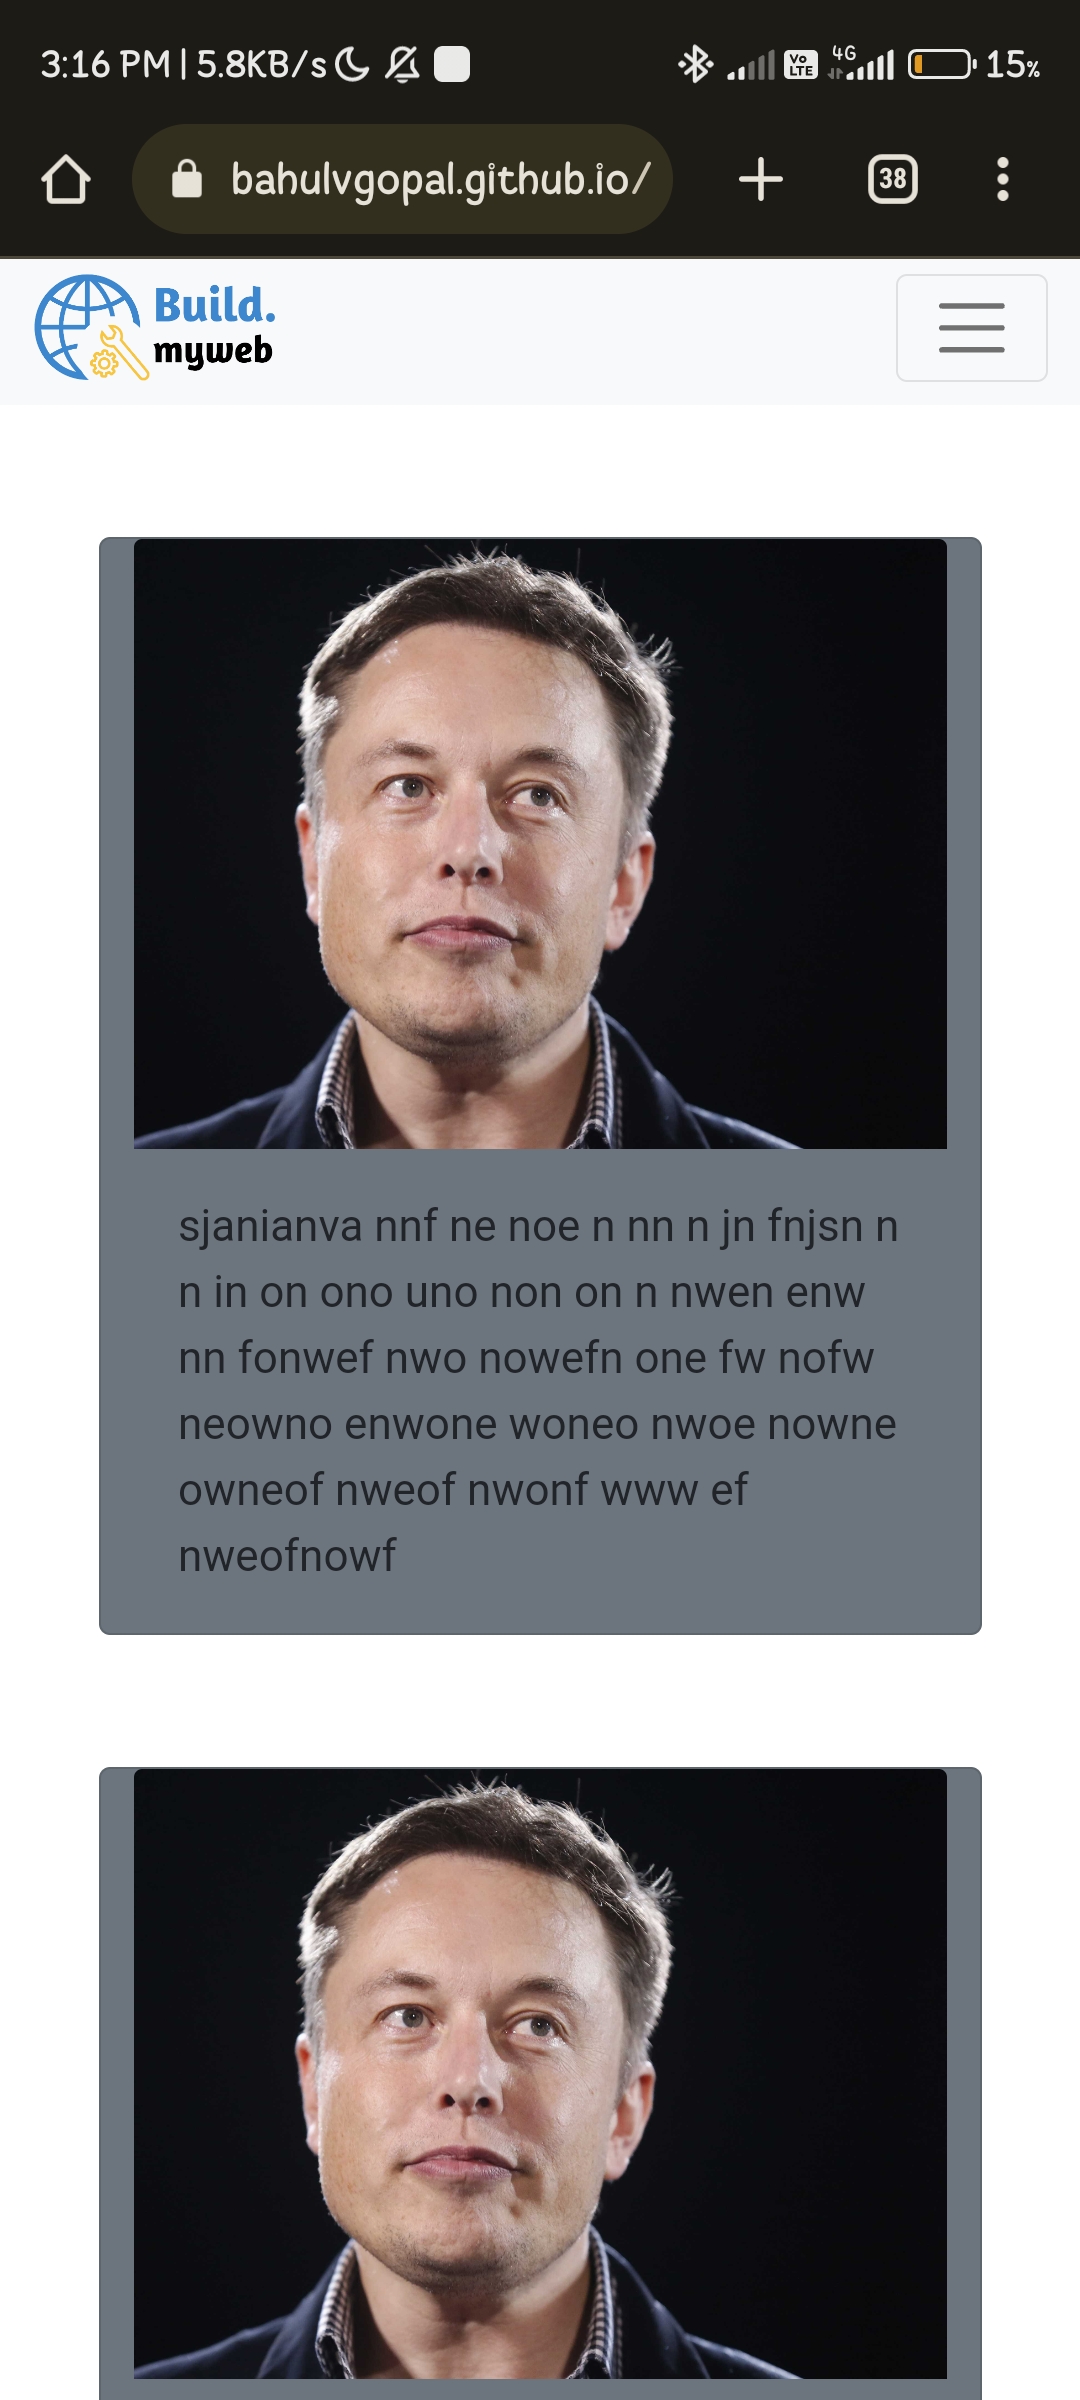 3:16 PM | 5.8KB/s
Vo
LTE
4G
15%
bahulvgopal.github.io/
38
Build.
myweb
sjanianva nnf ne noe n nn n jn fnjsn n
n in on ono uno non on n nwen enw
nn fonwef nwo nowefn one fw nofw
neowno enwone woneo nwoe nowne
owneof nweof nwonf www ef
nweofnowf